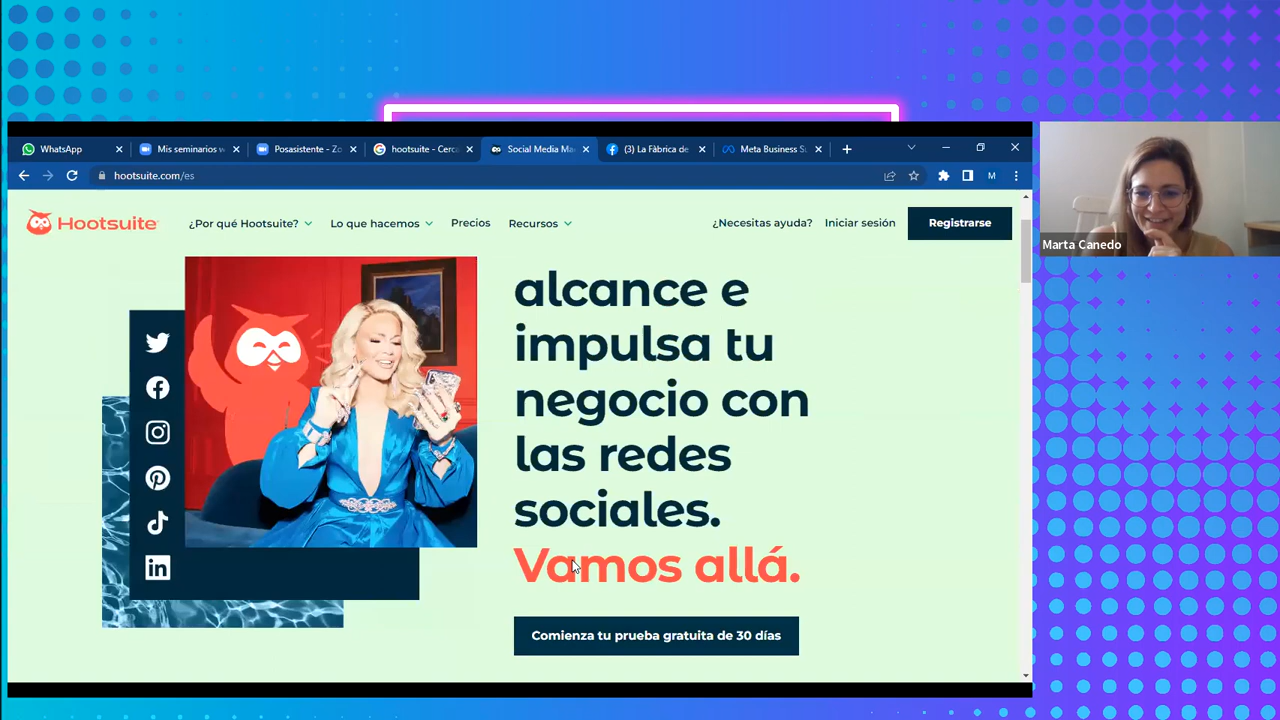 WhatsApp
Mis seminarios w
Posasistente - Zo
hootsuite - Cerc
Social Media Ma
(3) La Fàbrica de
Meta Business Su
hootsuite.com/es
M
Hootsuite
¿Por qué Hootsuite?
Lo que hacemos
Precios
Recursos
¿Necesitas ayuda?
Iniciar sesión
Registrarse
Marta Canedo
alcance e
impulsa tu
negocio con
las redes
sociales.
Vamos allá.
Comienza tu prueba gratuita de 30 días